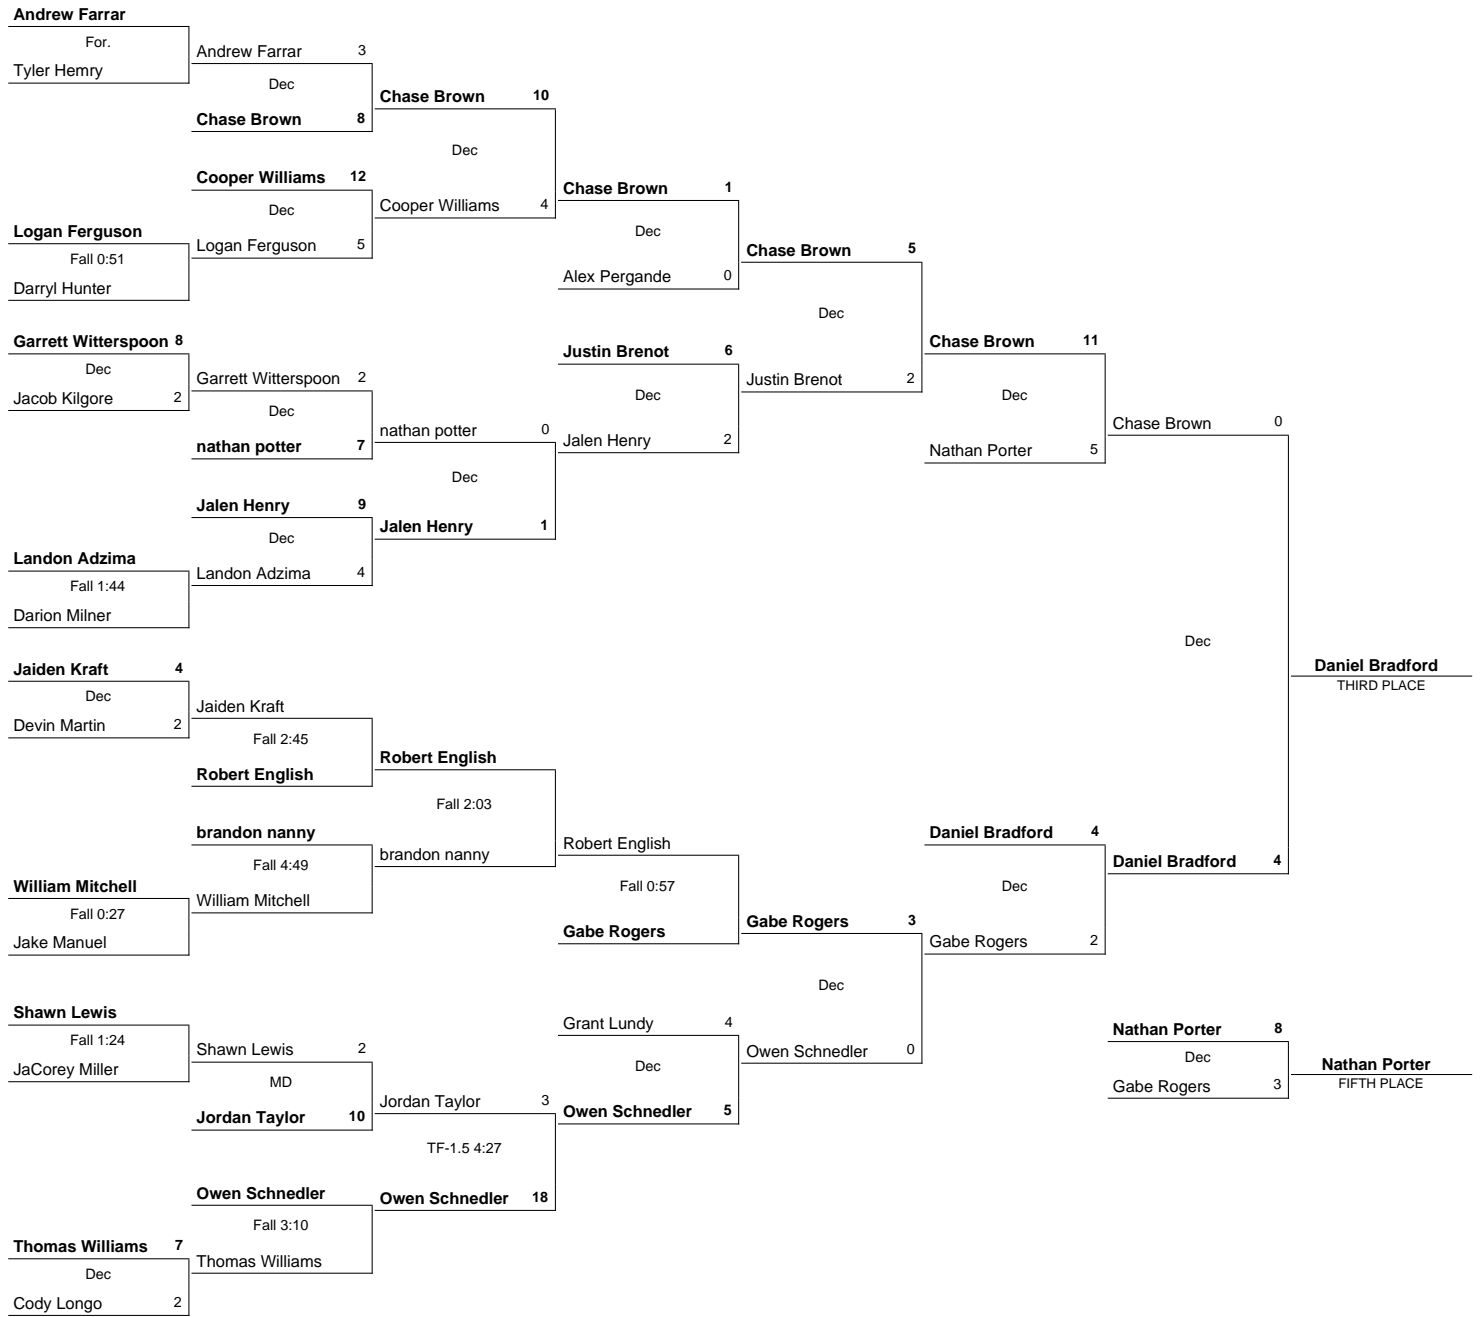 Andrew Farrar
For.
Tyler Hemry
Logan Ferguson
Fall 0:51
Darryl Hunter
Garrett Witterspoon 8
Dec
Jacob Kilgore 2
Landon Adzima
Fall 1:44
Darion Milner
Jaiden Kraft 4
Dec
Devin Martin 2
William Mitchell
Fall 0:27
Jake Manuel
Shawn Lewis
Fall 1:24
JaCorey Miller
Thomas Williams 7
Dec
Cody Longo 2
Andrew Farrar 3
Dec
Chase Brown 8
Cooper Williams 12
Dec
Logan Ferguson 5
Garrett Witterspoon 2
Dec
nathan potter 7
Jalen Henry 9
Dec
Landon Adzima 4
Jaiden Kraft
Fall 2:45
Robert English
brandon nanny
Fall 4:49
William Mitchell
Shawn Lewis 2
MD
Jordan Taylor 10
Owen Schnedler
Fall 3:10
Thomas Williams
Chase Brown 10
Dec
Cooper Williams 4
nathan potter 0
Dec
Jalen Henry 1
Robert English
Fall 2:03
brandon nanny
Jordan Taylor 3
TF-1.5 4:27
Owen Schnedler 18
Chase Brown 1
Dec
Alex Pergande 0
Justin Brenot 6
Dec
Jalen Henry 2
Robert English
Fall 0:57
Gabe Rogers
Grant Lundy 4
Dec
Owen Schnedler 5
Chase Brown 5
Dec
Justin Brenot 2
Gabe Rogers 3
Dec
Owen Schnedler 0
Chase Brown 11
Dec
Nathan Porter 5
Daniel Bradford 4
Dec
Gabe Rogers 2
Chase Brown 0
Dec
Daniel Bradford 4
Daniel Bradford
THIRD PLACE
Nathan Porter 8
Dec
Gabe Rogers 3
Nathan Porter
FIFTH PLACE